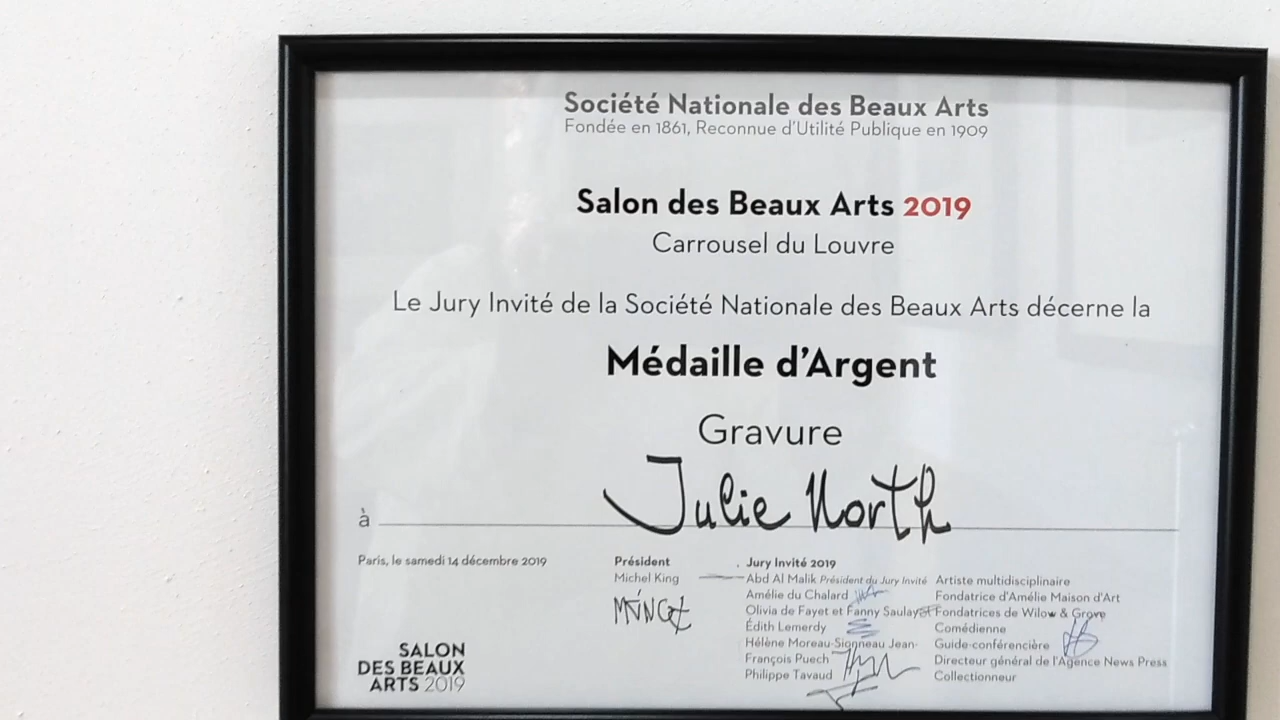 Société Nationale des Beaux Arts
Fondée en 1861, Reconnue d'Utilité Publique en 1909
Salon des Beaux Arts 2019
Carrousel du Louvre
Le Jury Invité de la Société Nationale des Beaux Arts décerne la
Médaille d'Argent
Gravure
à Julie North
Paris, le samedi 14 décembre 2019
Président
Michel King
Jury Invité 2019
Abd Al Malik Président du Jury Invité Artiste multidisciplinaire
Amélie du Chalard Fondatrice d'Amélie Maison d'Art
Olivia de Fayet et Fanny Saulay Fondatrices de Wilow & Grove
Édith Lemerdy Comédienne
Hélène Moreau-Sionneau Jean- Guide-conférencière
François Puech Directeur général de l'Agence News Press
Philippe Tavaud Collectionneur
SALON
DES BEAUX
ARTS 2019